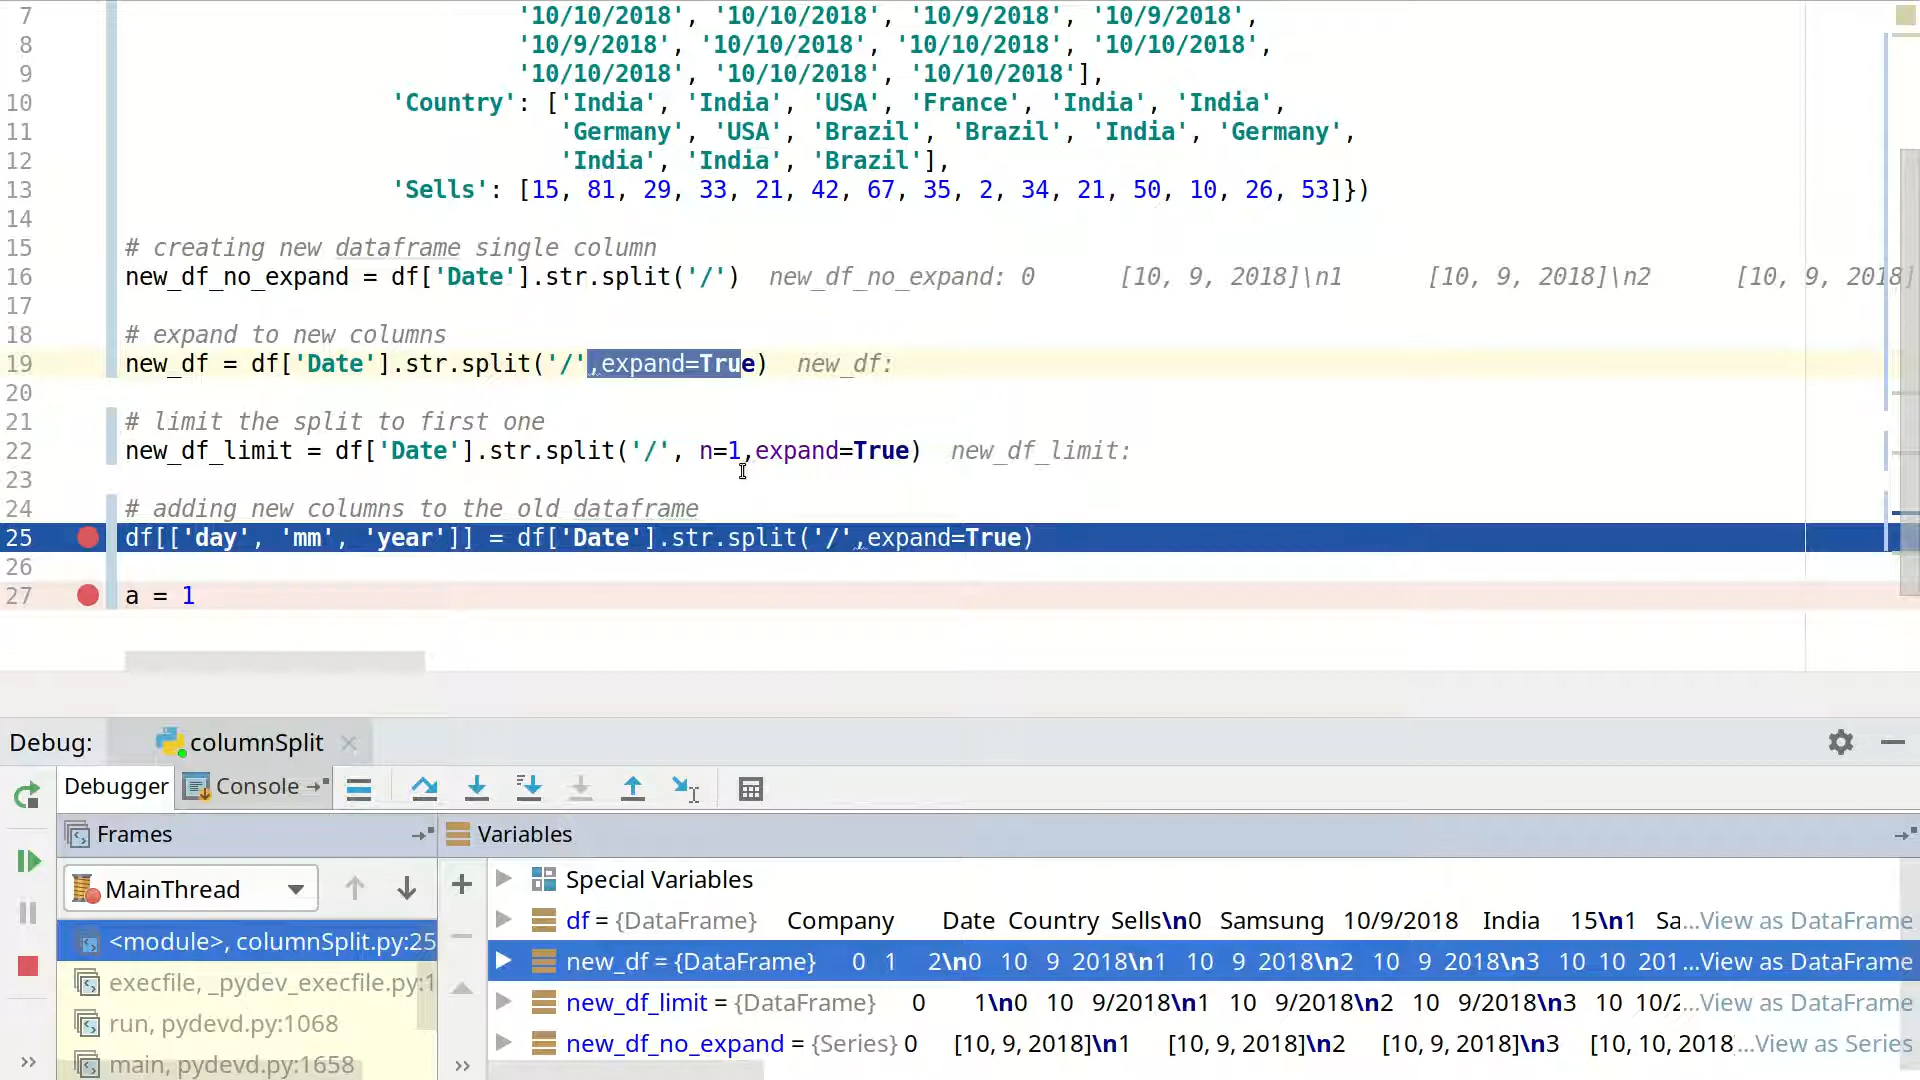 7 '10/10/2018', '10/10/2018', '10/9/2018', '10/9/2018',
8 '10/9/2018', '10/10/2018', '10/10/2018', '10/10/2018',
9 '10/10/2018', '10/10/2018', '10/10/2018'],
10 'Country': ['India', 'India', 'USA', 'France', 'India', 'India',
11 'Germany', 'USA', 'Brazil', 'Brazil', 'India', 'Germany',
12 'India', 'India', 'Brazil'],
13 'Sells': [15, 81, 29, 33, 21, 42, 67, 35, 2, 34, 21, 50, 10, 26, 53]})
14
15 # creating new dataframe single column
16 new_df_no_expand = df['Date'].str.split('/') new_df_no_expand: 0 [10, 9, 2018]\n1 [10, 9, 2018]\n2 [10, 9, 2018]
17
18 # expand to new columns
19 new_df = df['Date'].str.split('/',expand=True) new_df:
20
21 # limit the split to first one
22 new_df_limit = df['Date'].str.split('/', n=1,expand=True) new_df_limit:
23
24 # adding new columns to the old dataframe
25 df[['day', 'mm', 'year']] = df['Date'].str.split('/',expand=True)
26
27 a = 1
Debug: columnSplit
Debugger Console
Frames Variables
MainThread
<module>, columnSplit.py:25
execfile, _pydev_execfile.py:1
run, pydevd.py:1068
main, pydevd.py:1658
Special Variables
df = {DataFrame} Company Date Country Sells\n0 Samsung 10/9/2018 India 15\n1 Sa...View as DataFrame
new_df = {DataFrame} 0 1 2\n0 10 9 2018\n1 10 9 2018\n2 10 9 2018\n3 10 10 201...View as DataFrame
new_df_limit = {DataFrame} 0 1\n0 10 9/2018\n1 10 9/2018\n2 10 9/2018\n3 10 10/2...View as DataFrame
new_df_no_expand = {Series} 0 [10, 9, 2018]\n1 [10, 9, 2018]\n2 [10, 9, 2018]\n3 [10, 10, 2018...View as Series